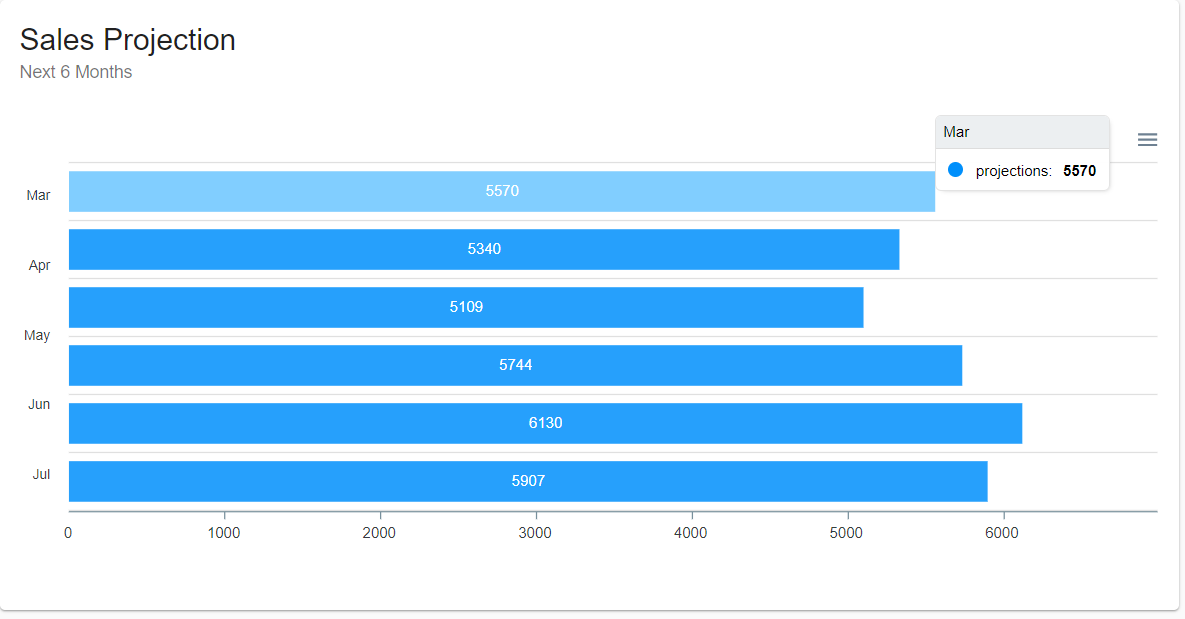 Sales Projection
Next 6 Months
Mar
projections: 5570
Mar 5570
5340
Apr
5109
May
5744
Jun
6130
Jul
5907
0 1000 2000 3000 4000 5000 6000